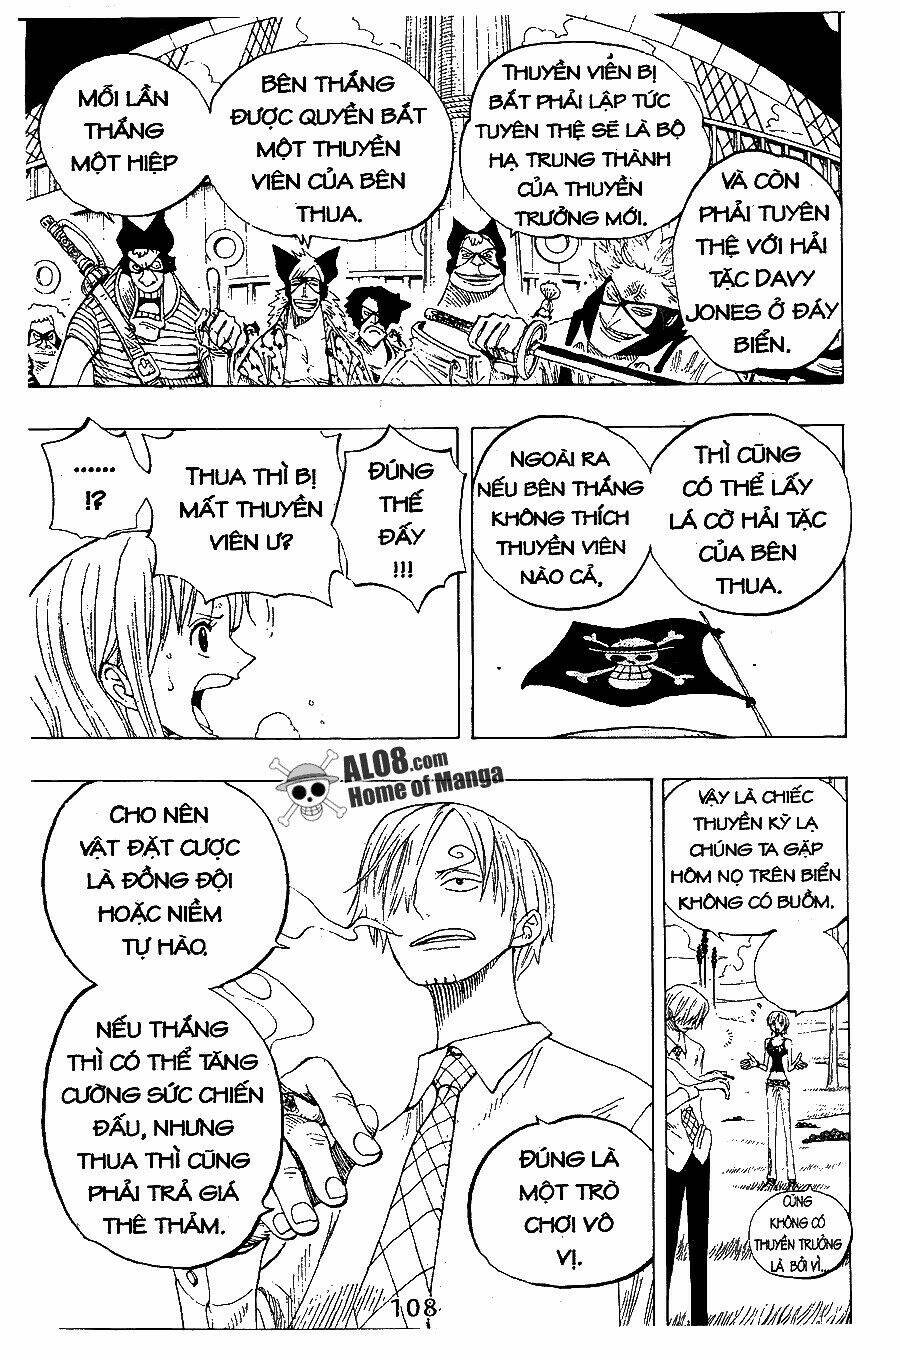 MỖI LẦN
THẮNG
MỘT HIỆP
BÊN THẮNG
ĐƯỢC QUYỀN BẮT
MỘT THUYỀN
VIÊN CỦA BÊN
THUA.
THUYỀN VIÊN BỊ
BẮT PHẢI LẬP TỨC
TUYÊN THỆ SẼ LÀ BỘ
HẠ TRUNG THÀNH
CỦA THUYỀN
TRƯỞNG MỚI.
VÀ CÒN
PHẢI TUYÊN
THỆ VỚI HẢI
TẶC DAVY
JONES Ở ĐÁY
BIỂN.
......
!?
THUA THÌ BỊ
MẤT THUYỀN
VIÊN Ư?
ĐÚNG
THẾ
ĐẤY
!!!
NGOÀI RA
NẾU BÊN THẮNG
KHÔNG THÍCH
THUYỀN VIÊN
NÀO CẢ,
THÌ CŨNG
CÓ THỂ LẤY
LÁ CỜ HẢI TẶC
CỦA BÊN
THUA.
ALO8.com
Home of Manga
CHO NÊN
VẬT ĐẶT CƯỢC
LÀ ĐỒNG ĐỘI
HOẶC NIỀM
TỰ HÀO.
NẾU THẮNG
THÌ CÓ THỂ TĂNG
CƯỜNG SỨC CHIẾN
ĐẤU, NHƯNG
THUA THÌ CŨNG
PHẢI TRẢ GIÁ
THÊ THẢM.
ĐÚNG LÀ
MỘT TRÒ
CHƠI VÔ
VỊ.
VẬY LÀ CHIẾC
THUYỀN KỲ LẠ
CHÚNG TA GẶP
HÔM NỌ TRÊN BIỂN
KHÔNG CÓ BUỒM.
CŨNG
KHÔNG CÓ
THUYỀN TRƯỞNG
LÀ BỞI VÌ...
108